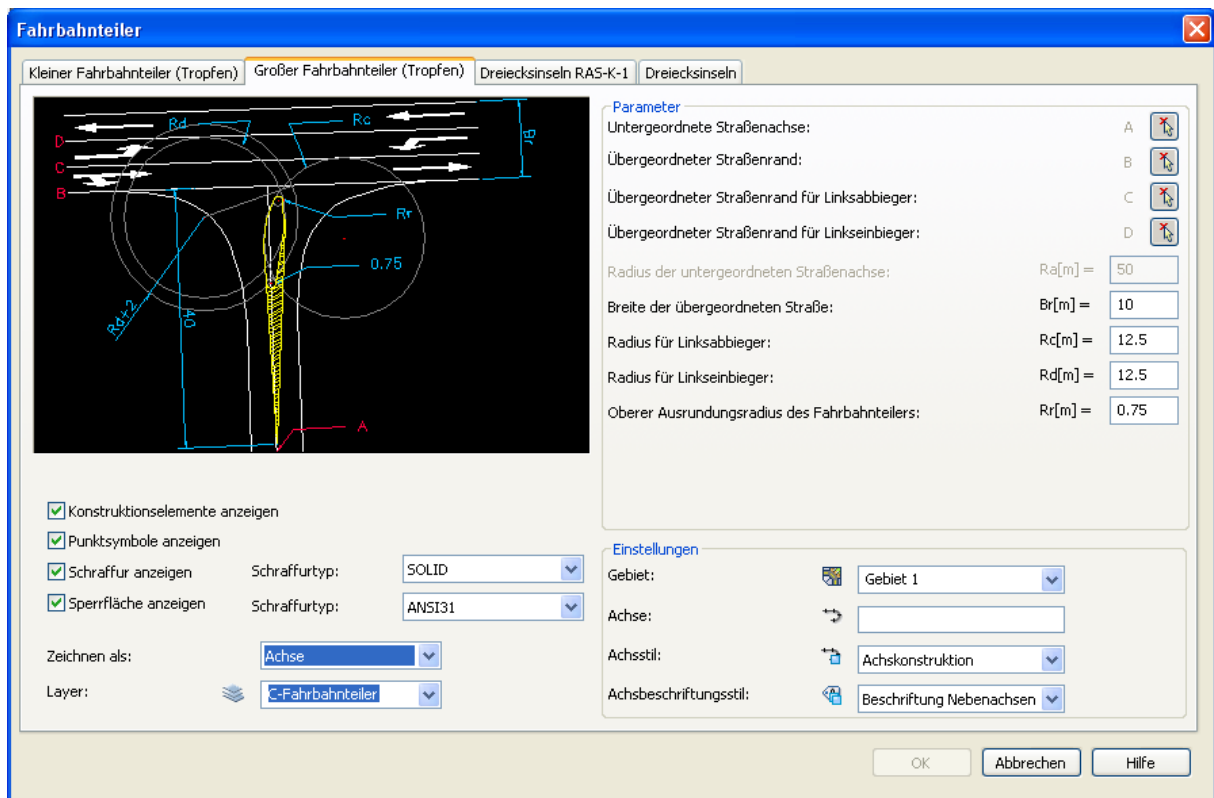 Fahrbahnteiler
Kleiner Fahrbahnteiler (Tropfen) Großer Fahrbahnteiler (Tropfen) Dreiecksinseln RAS-K-1 Dreiecksinseln
Rd Rc Br
D
C
B
Rr
0.75
Rd+2
40
A
Parameter
Untergeordnete Straßenachse: A
Übergeordneter Straßenrand: B
Übergeordneter Straßenrand für Linksabbieger: C
Übergeordneter Straßenrand für Linkseinbieger: D
Radius der untergeordneten Straßenachse: Ra[m] = 50
Breite der übergeordneten Straße: Br[m] = 10
Radius für Linksabbieger: Rc[m] = 12.5
Radius für Linkseinbieger: Rd[m] = 12.5
Oberer Ausrundungsradius des Fahrbahnteilers: Rr[m] = 0.75
Konstruktionselemente anzeigen
Punktsymbole anzeigen
Schraffur anzeigen Schraffurtyp: SOLID
Sperrfläche anzeigen Schraffurtyp: ANSI31
Zeichnen als: Achse
Layer: C-Fahrbahnteiler
Einstellungen
Gebiet: Gebiet 1
Achse:
Achsstil: Achskonstruktion
Achsbeschriftungsstil: Beschriftung Nebenachsen
OK Abbrechen Hilfe